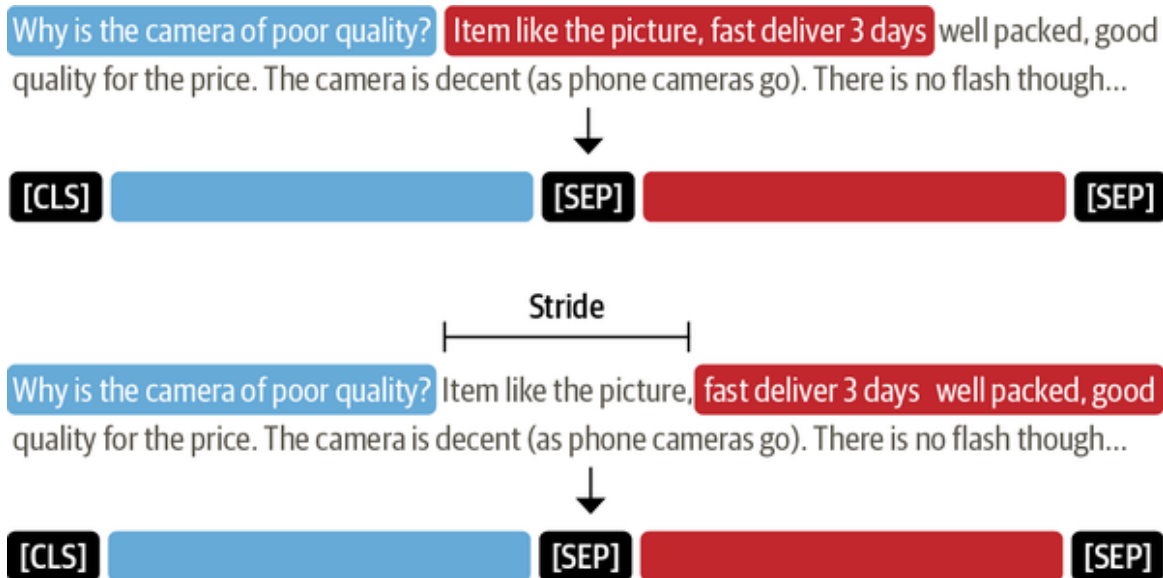 Why is the camera of poor quality? Item like the picture, fast deliver 3 days well packed, good
quality for the price. The camera is decent (as phone cameras go). There is no flash though...
[CLS] [SEP] [SEP]
Stride
Why is the camera of poor quality? Item like the picture, fast deliver 3 days well packed, good
quality for the price. The camera is decent (as phone cameras go). There is no flash though...
[CLS] [SEP] [SEP]